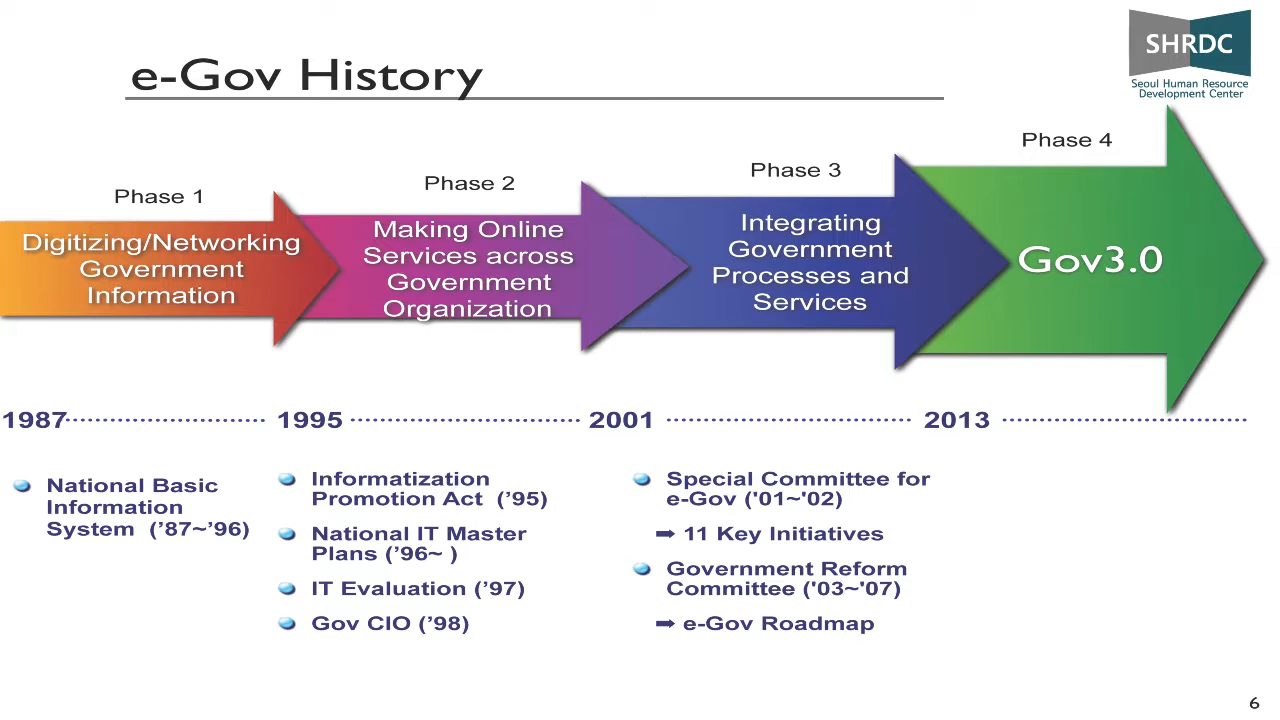 SHRDC
Seoul Human Resource
Development Center
e-Gov History
Phase 1
Phase 2
Phase 3
Phase 4
Digitizing/Networking
Government
Information
Making Online
Services across
Government
Organization
Integrating
Government
Processes and
Services
Gov3.0
1987
1995
2001
2013
National Basic
Information
System (’87~’96)
Informatization
Promotion Act (’95)
National IT Master
Plans (’96~ )
IT Evaluation (’97)
Gov CIO (’98)
Special Committee for
e-Gov ('01~'02)
➡ 11 Key Initiatives
Government Reform
Committee ('03~'07)
➡ e-Gov Roadmap
6